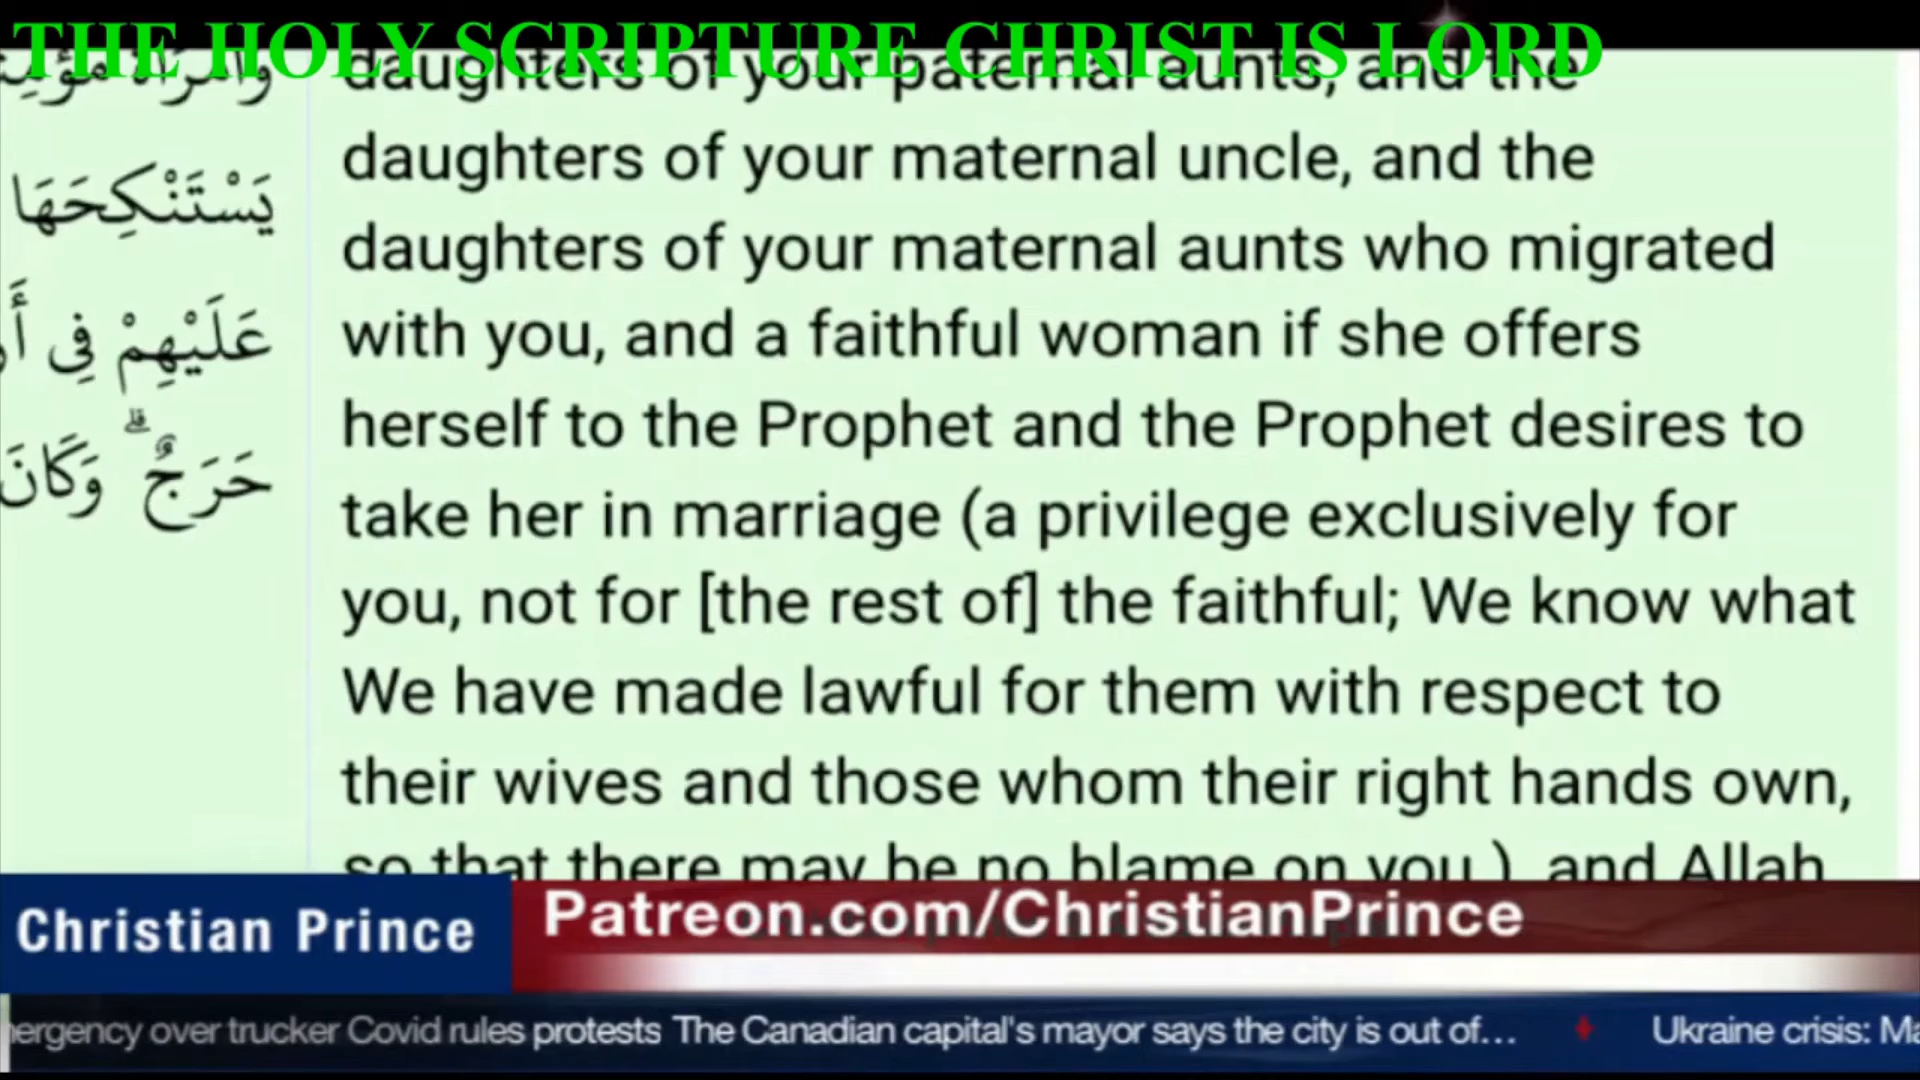 THE HOLY SCRIPTURE CHRIST IS LORD
يَسْتَنْكِحَهَا
عَلَيْهِمْ فِى
حَرَجٌ ۗ وَكَانَ
daughters of your paternal aunts, and the
daughters of your maternal uncle, and the
daughters of your maternal aunts who migrated
with you, and a faithful woman if she offers
herself to the Prophet and the Prophet desires to
take her in marriage (a privilege exclusively for
you, not for [the rest of] the faithful; We know what
We have made lawful for them with respect to
their wives and those whom their right hands own,
so that there may be no blame on you.), and Allah
Christian Prince
Patreon.com/ChristianPrince
over trucker Covid rules protests The Canadian capital's mayor says the city is out of... Ukraine crisis: